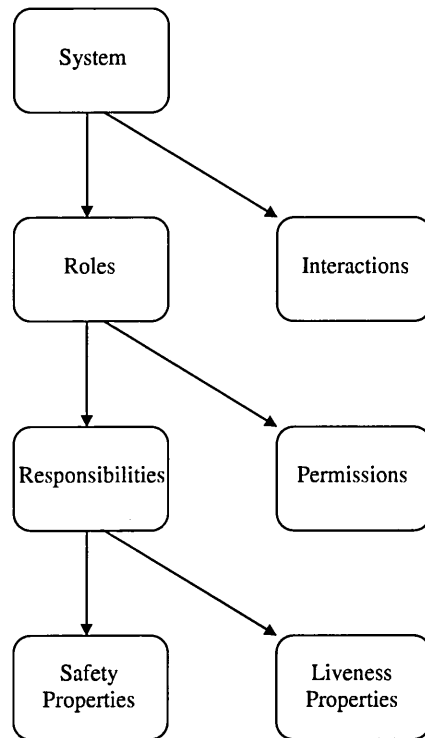 System
Roles
Interactions
Responsibilities
Permissions
Safety
Properties
Liveness
Properties